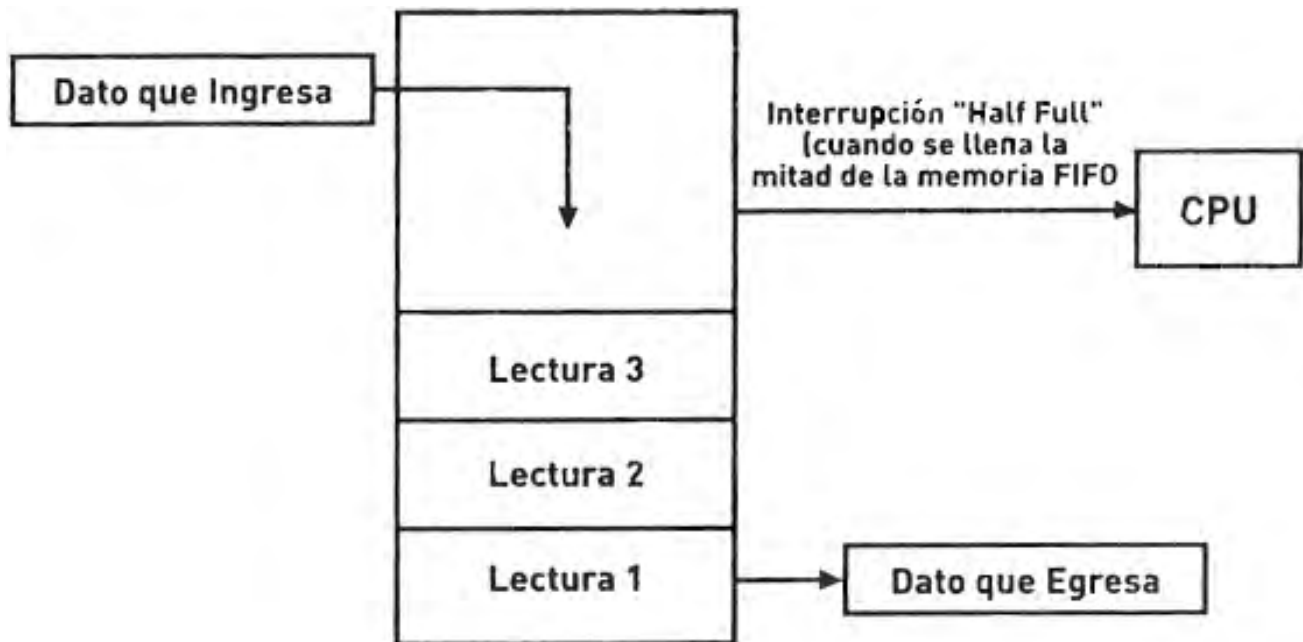 Dato que Ingresa
Interrupción "Half Full"
(cuando se llena la
mitad de la memoria FIFO
CPU
Lectura 3
Lectura 2
Lectura 1
Dato que Egresa